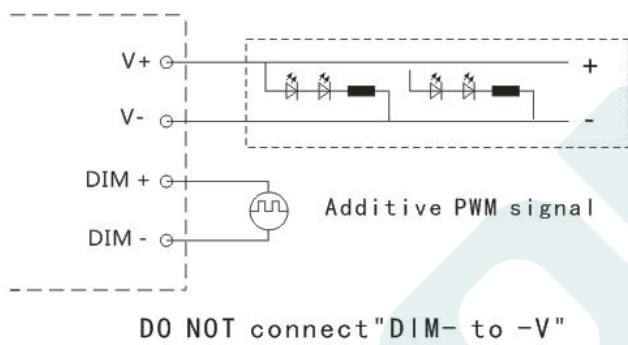 V+
+
V-
-
DIM +
Additive PWM signal
DIM -
DO NOT connect"DIM- to -V"